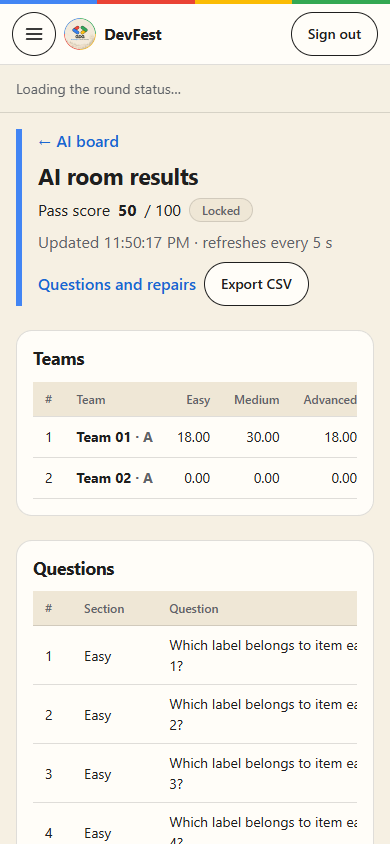 DevFest
Sign out
Loading the round status...
← AI board
AI room results
Pass score 50 / 100 Locked
Updated 11:50:17 PM · refreshes every 5 s
Questions and repairs Export CSV
Teams
# Team Easy Medium Advanced
1 Team 01 · A 18.00 30.00 18.00
2 Team 02 · A 0.00 0.00 0.00
Questions
# Section Question
1 Easy Which label belongs to item ea
1?
2 Easy Which label belongs to item ea
2?
3 Easy Which label belongs to item ea
3?
4 Easy Which label belongs to item ea
4?